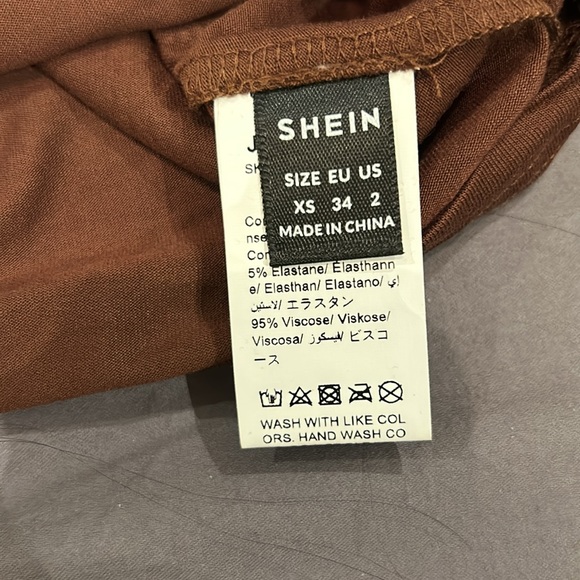 SHEIN
SIZE EU US
XS 34 2
MADE IN CHINA
5% Elastane/ Élasthann
e/ Elasthan/ Elastano/ إي
لاستين/ エラスタン
95% Viscose/ Viskose/
Viscosa/ فيسكوز/ ビスコ
ース
WASH WITH LIKE COL
ORS. HAND WASH CO